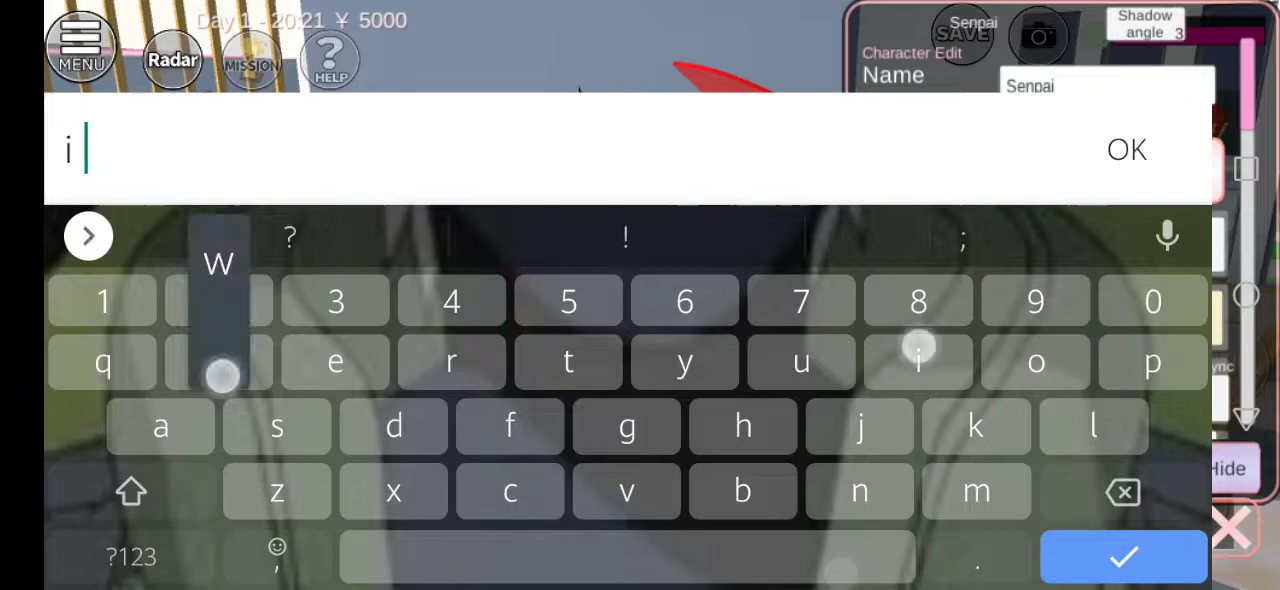 Day 1 - 20:21 ¥ 5000
MENU
Radar
MISSION
?
HELP
Senpai
SAVE
Shadow
angle 3
Character Edit
Name
Senpai
i
OK
?
!
;
w
1 3 4 5 6 7 8 9 0
q e r t y u i o p
a s d f g h j k l
z x c v b n m
?123
,
.
ync
Hide